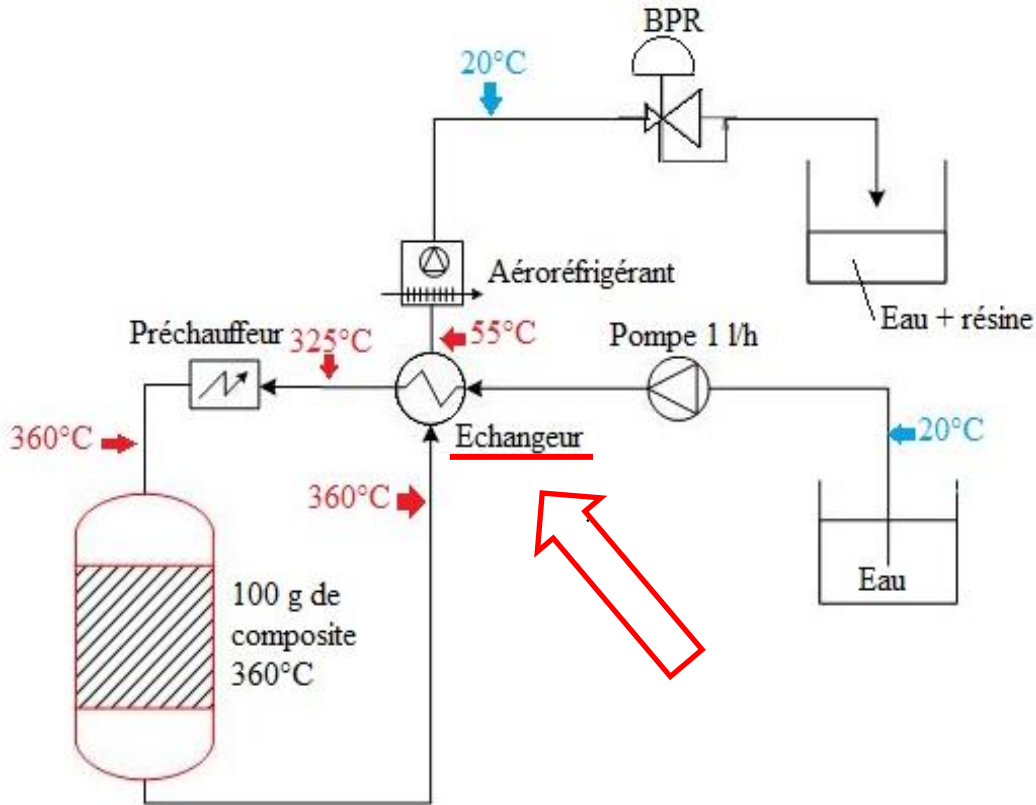 BPR
20°C
Aéroréfrigérant
Eau + résine
Préchauffeur
325°C
55°C
Pompe 1 l/h
360°C
Echangeur
20°C
360°C
Eau
100 g de
composite
360°C